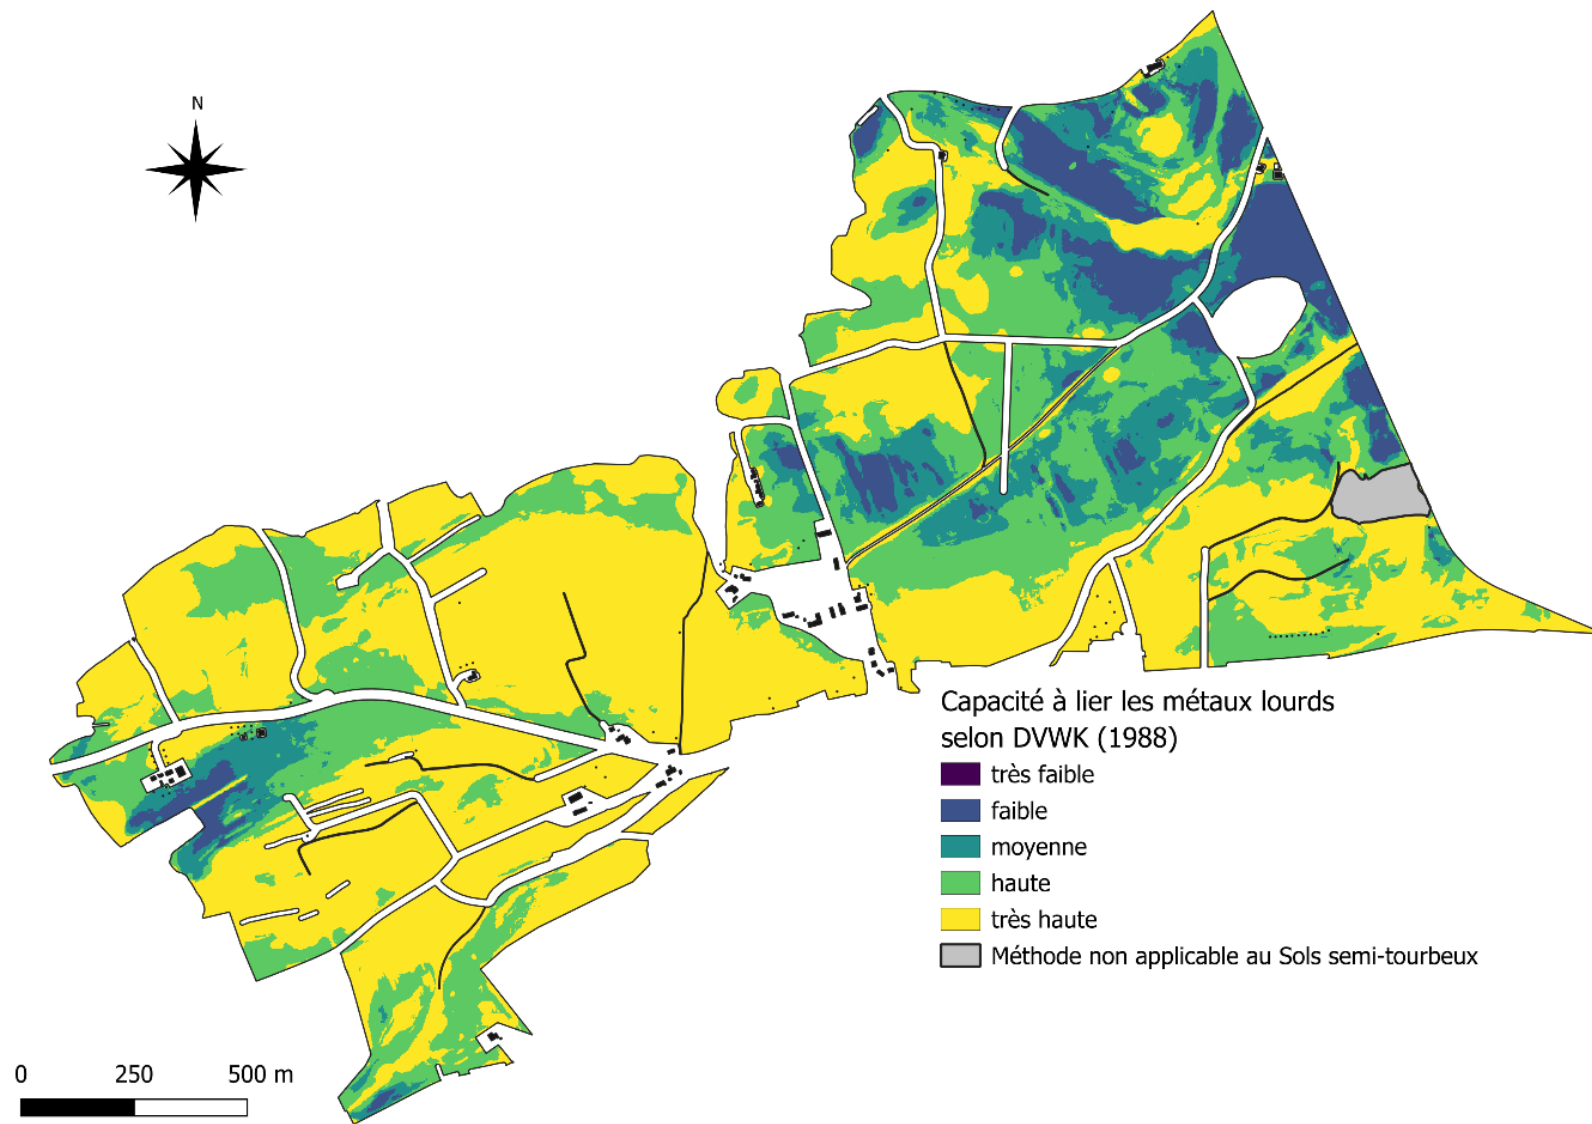 N
Capacité à lier les métaux lourds
selon DVWK (1988)
très faible
faible
moyenne
haute
très haute
Méthode non applicable au Sols semi-tourbeux
0 250 500 m